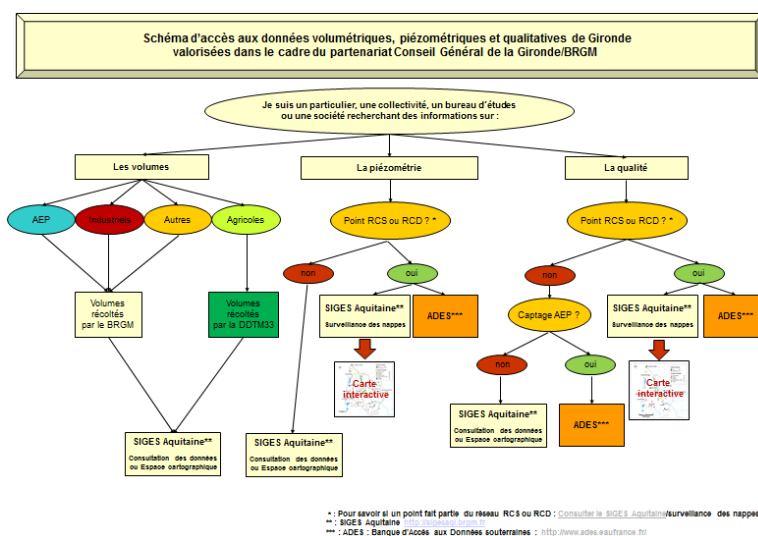 Schéma d'accès aux données volumétriques, piézométriques et qualitatives de Gironde
valorisées dans le cadre du partenariat Conseil Général de la Gironde/BRGM
Je suis un particulier, une collectivité, un bureau d'études
ou une société recherchant des informations sur :
Les volumes
La piézométrie
La qualité
AEP
Industriels
Autres
Agricoles
Point RCS ou RCD ? *
Point RCS ou RCD ? *
non
oui
non
oui
Volumes
récoltés
par le BRGM
Volumes
récoltés
par la DDTM33
SIGES Aquitaine**
Surveillance des nappes
ADES***
Captage AEP ?
SIGES Aquitaine**
Surveillance des nappes
ADES***
Carte
interactive
non
oui
Carte
interactive
SIGES Aquitaine**
Consultation des données
ou Espace cartographique
SIGES Aquitaine**
Consultation des données
ou Espace cartographique
SIGES Aquitaine**
Consultation des données
ou Espace cartographique
ADES***
* : Pour savoir si un point fait partie du réseau RCS ou RCD : Consulter le SIGES Aquitaine/surveillance des nappes
** : SIGES Aquitaine http://sigesaqi.brgm.fr
*** : ADES : Banque d'Accès aux Données souterraines : http://www.ades.eaufrance.fr/